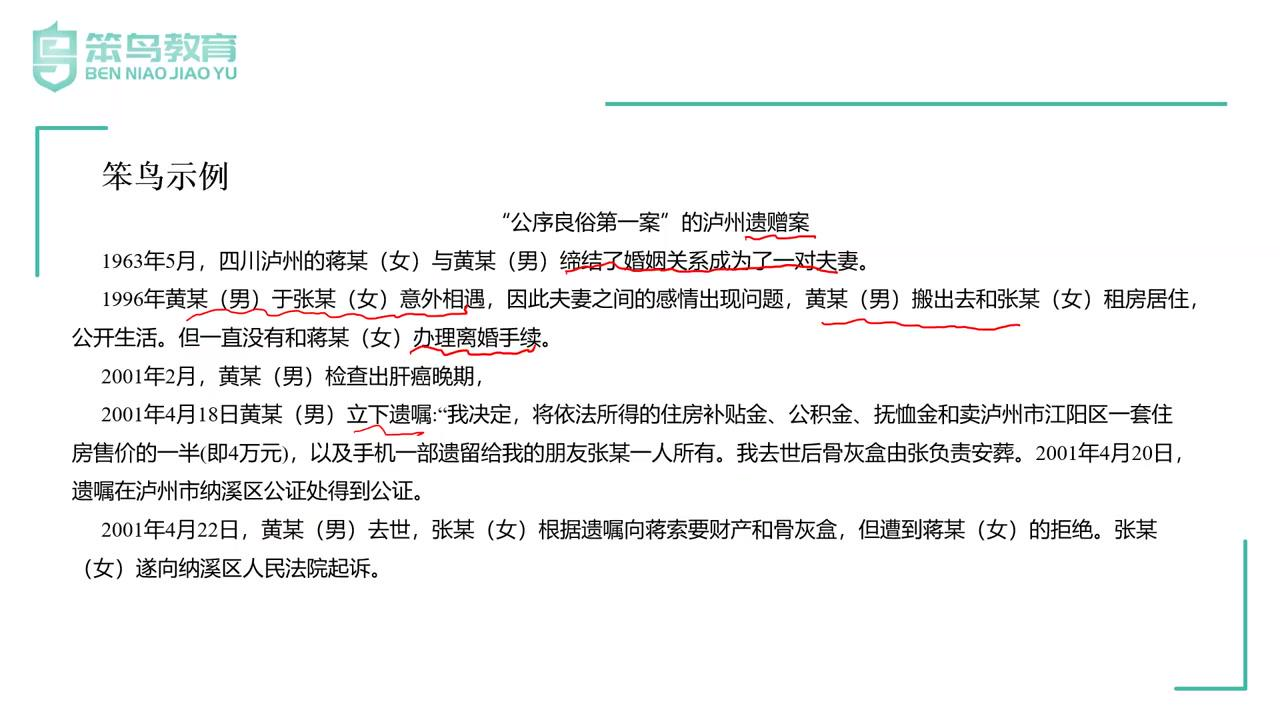 笨鸟教育
BEN NIAO JIAO YU
笨鸟示例
“公序良俗第一案”的泸州遗赠案
1963年5月，四川泸州的蒋某（女）与黄某（男）缔结了婚姻关系成为了一对夫妻。
1996年黄某（男）于张某（女）意外相遇，因此夫妻之间的感情出现问题，黄某（男）搬出去和张某（女）租房居住，
公开生活。但一直没有和蒋某（女）办理离婚手续。
2001年2月，黄某（男）检查出肝癌晚期，
2001年4月18日黄某（男）立下遗嘱:“我决定，将依法所得的住房补贴金、公积金、抚恤金和卖泸州市江阳区一套住
房售价的一半(即4万元)，以及手机一部遗留给我的朋友张某一人所有。我去世后骨灰盒由张负责安葬。2001年4月20日，
遗嘱在泸州市纳溪区公证处得到公证。
2001年4月22日，黄某（男）去世，张某（女）根据遗嘱向蒋索要财产和骨灰盒，但遭到蒋某（女）的拒绝。张某
（女）遂向纳溪区人民法院起诉。